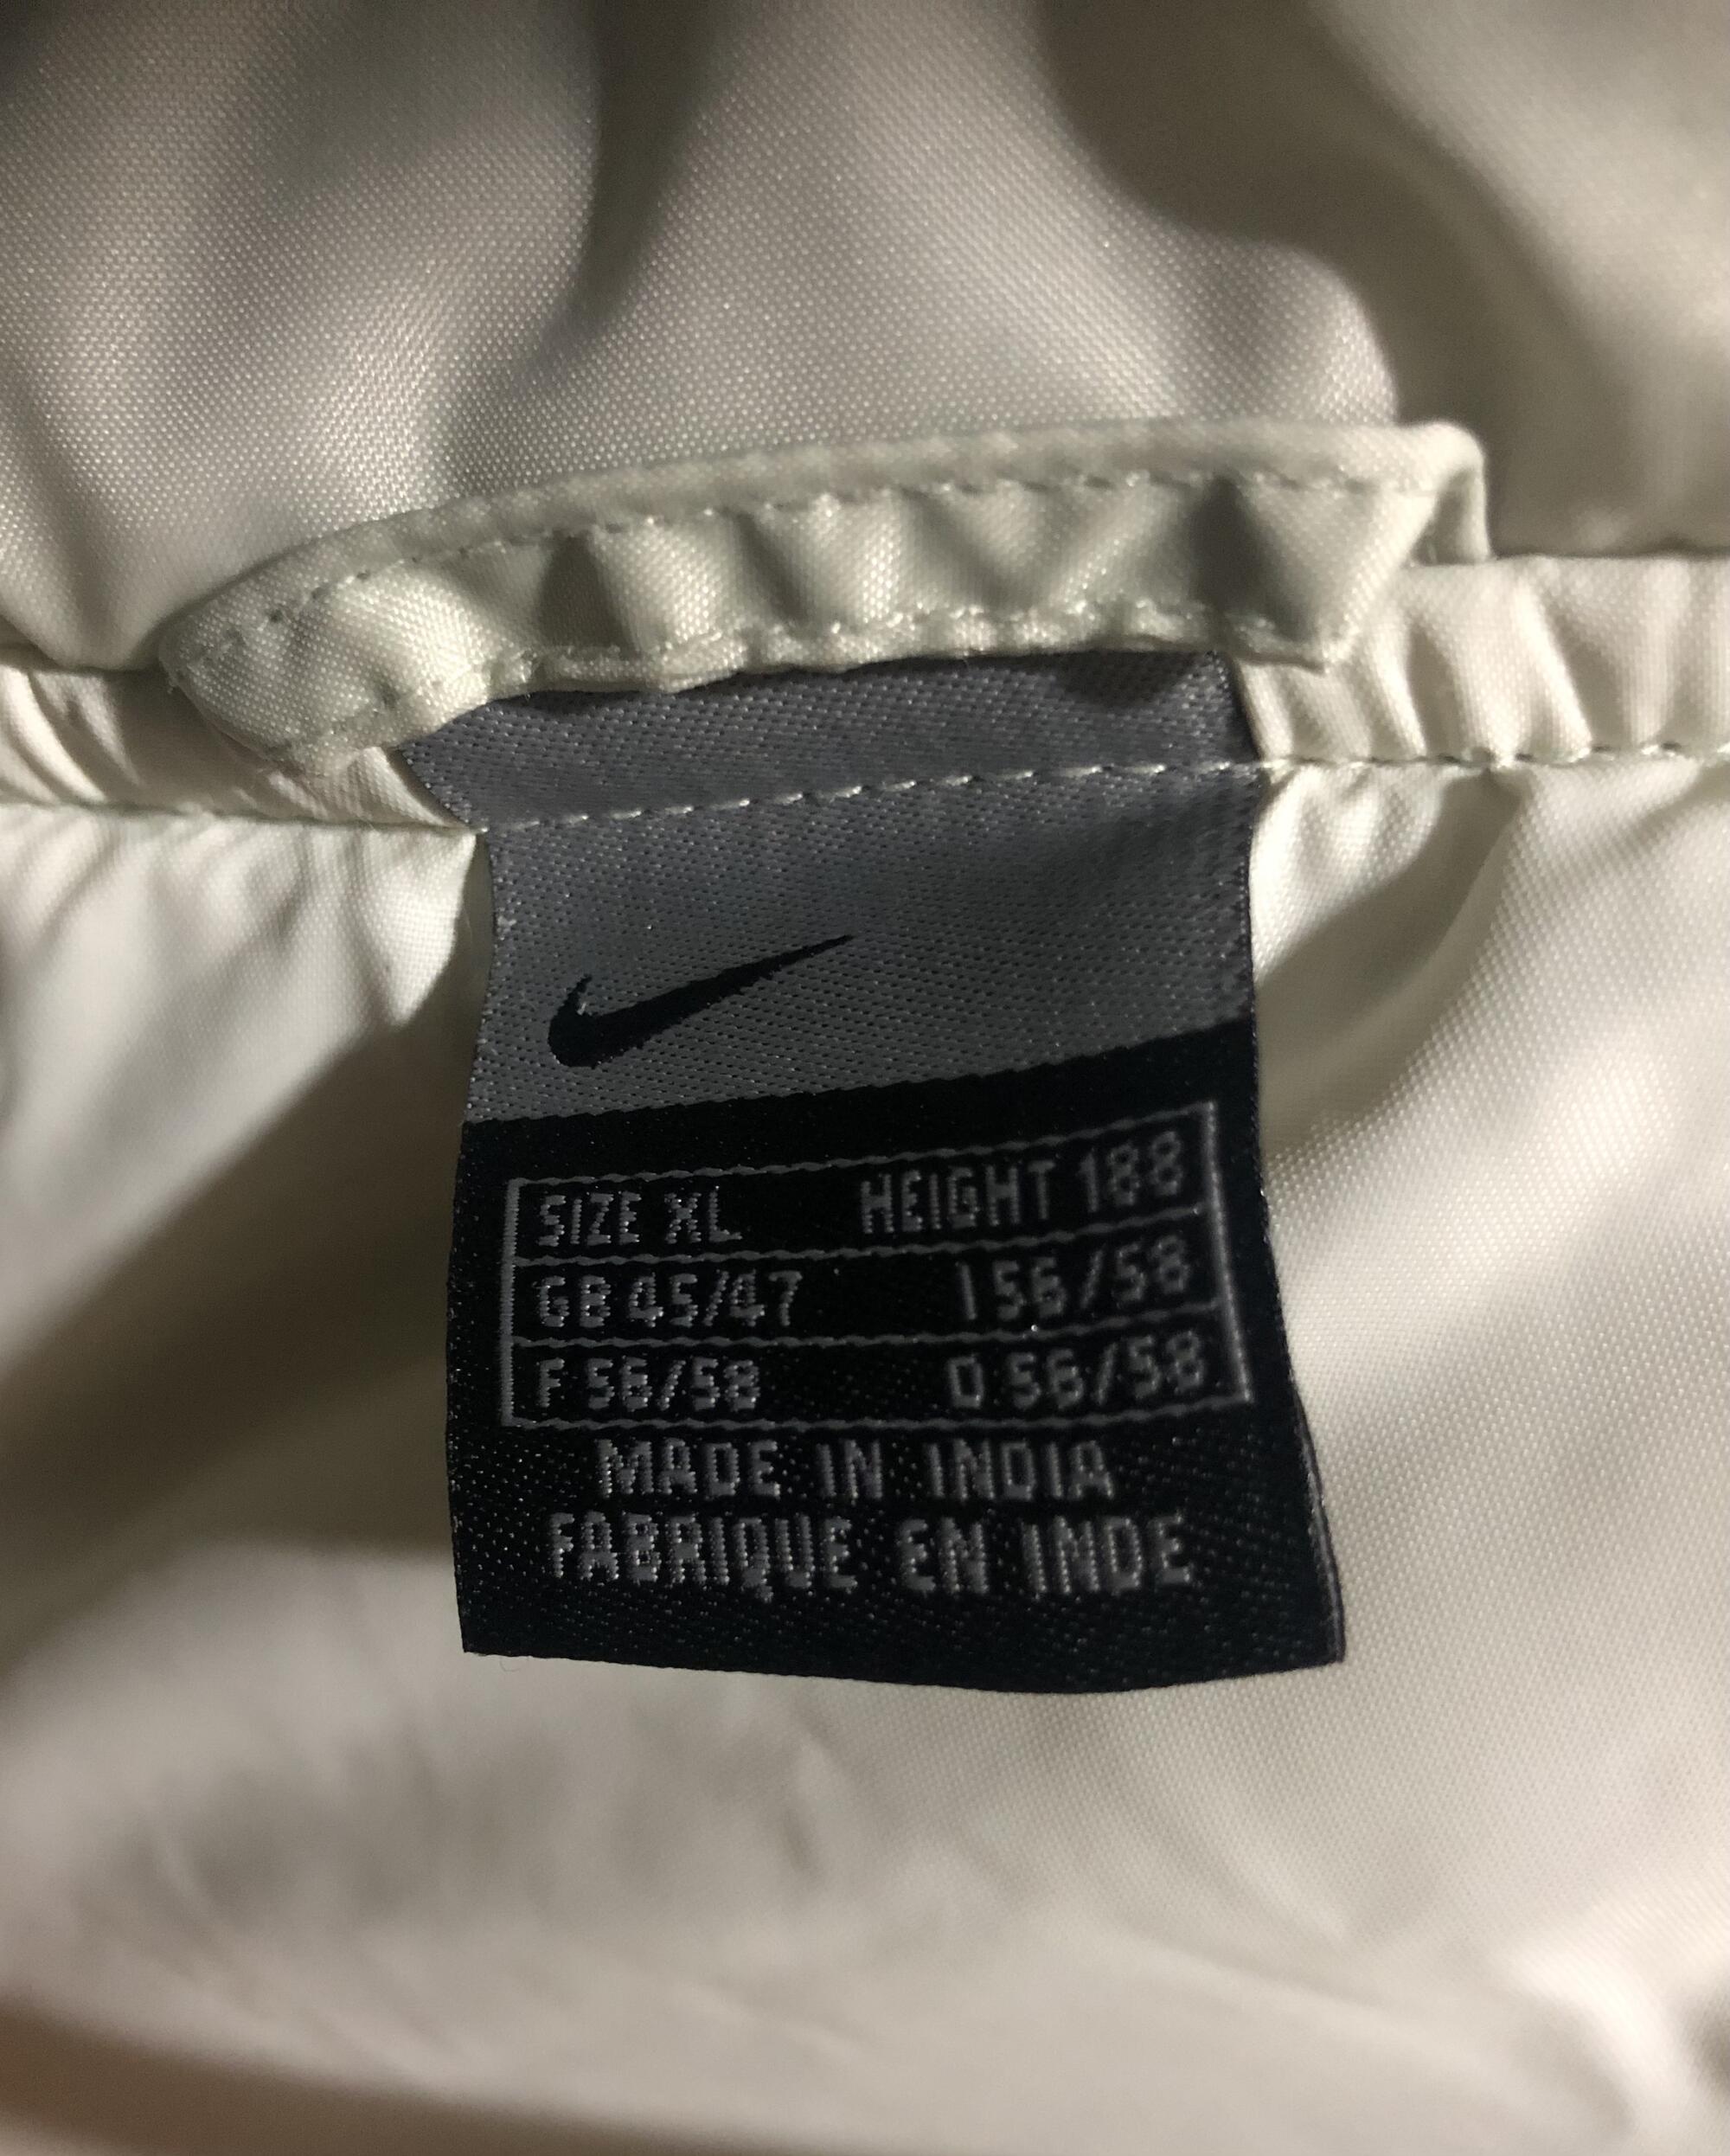 SIZE XL HEIGHT 188
GB 45/47 I 56/58
F 56/58 D 56/58
MADE IN INDIA
FABRIQUE EN INDE